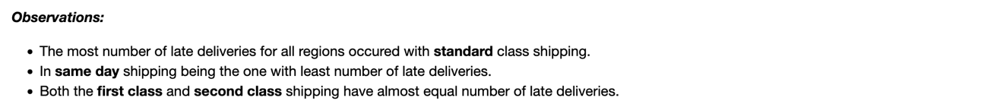 Observations:
• The most number of late deliveries for all regions occured with standard class shipping.
• In same day shipping being the one with least number of late deliveries.
• Both the first class and second class shipping have almost equal number of late deliveries.